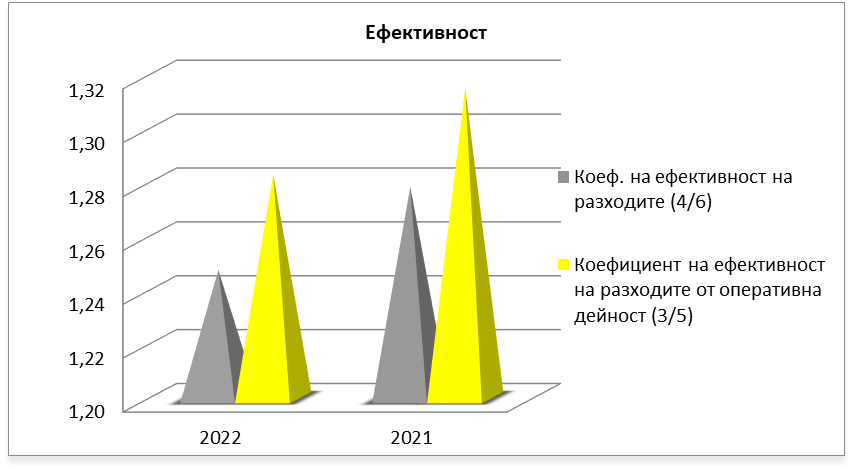 Ефективност
1,32
1,30
1,28
1,26
1,24
1,22
1,20
2022
2021
Коеф. на ефективност на
разходите (4/6)
Коефициент на ефективност
на разходите от оперативна
дейност (3/5)